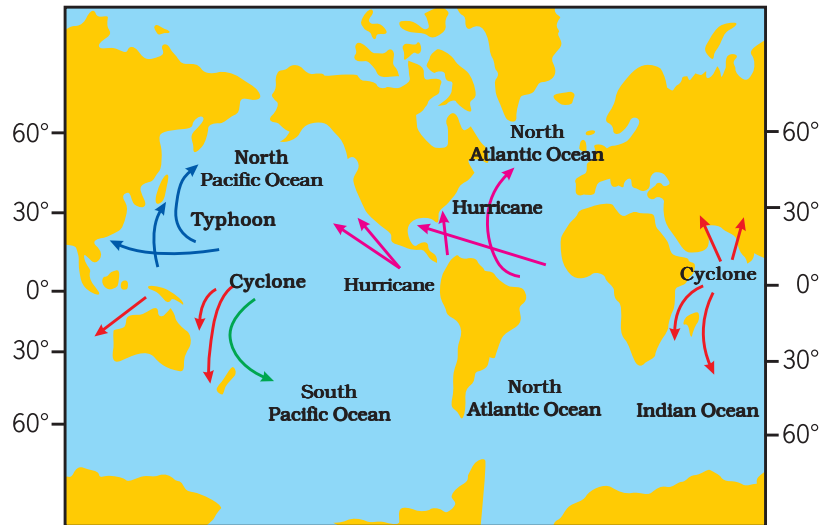 60°
30°
0°
30°
60°
North
Pacific Ocean
Typhoon
Cyclone
South
Pacific Ocean
Hurricane
North
Atlantic Ocean
Hurricane
North
Atlantic Ocean
Cyclone
Indian Ocean
60°
30°
0°
30°
60°